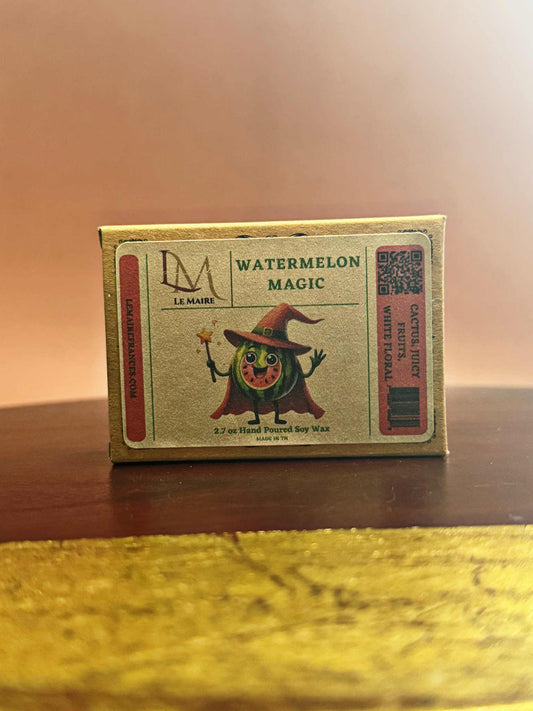 LEMAIREFRANCES.COM
LM
LE MAIRE
WATERMELON
MAGIC
2.7 oz Hand Poured Soy Wax
MADE IN TN
CACTUS, JUICY
FRUITS,
WHITE FLORAL